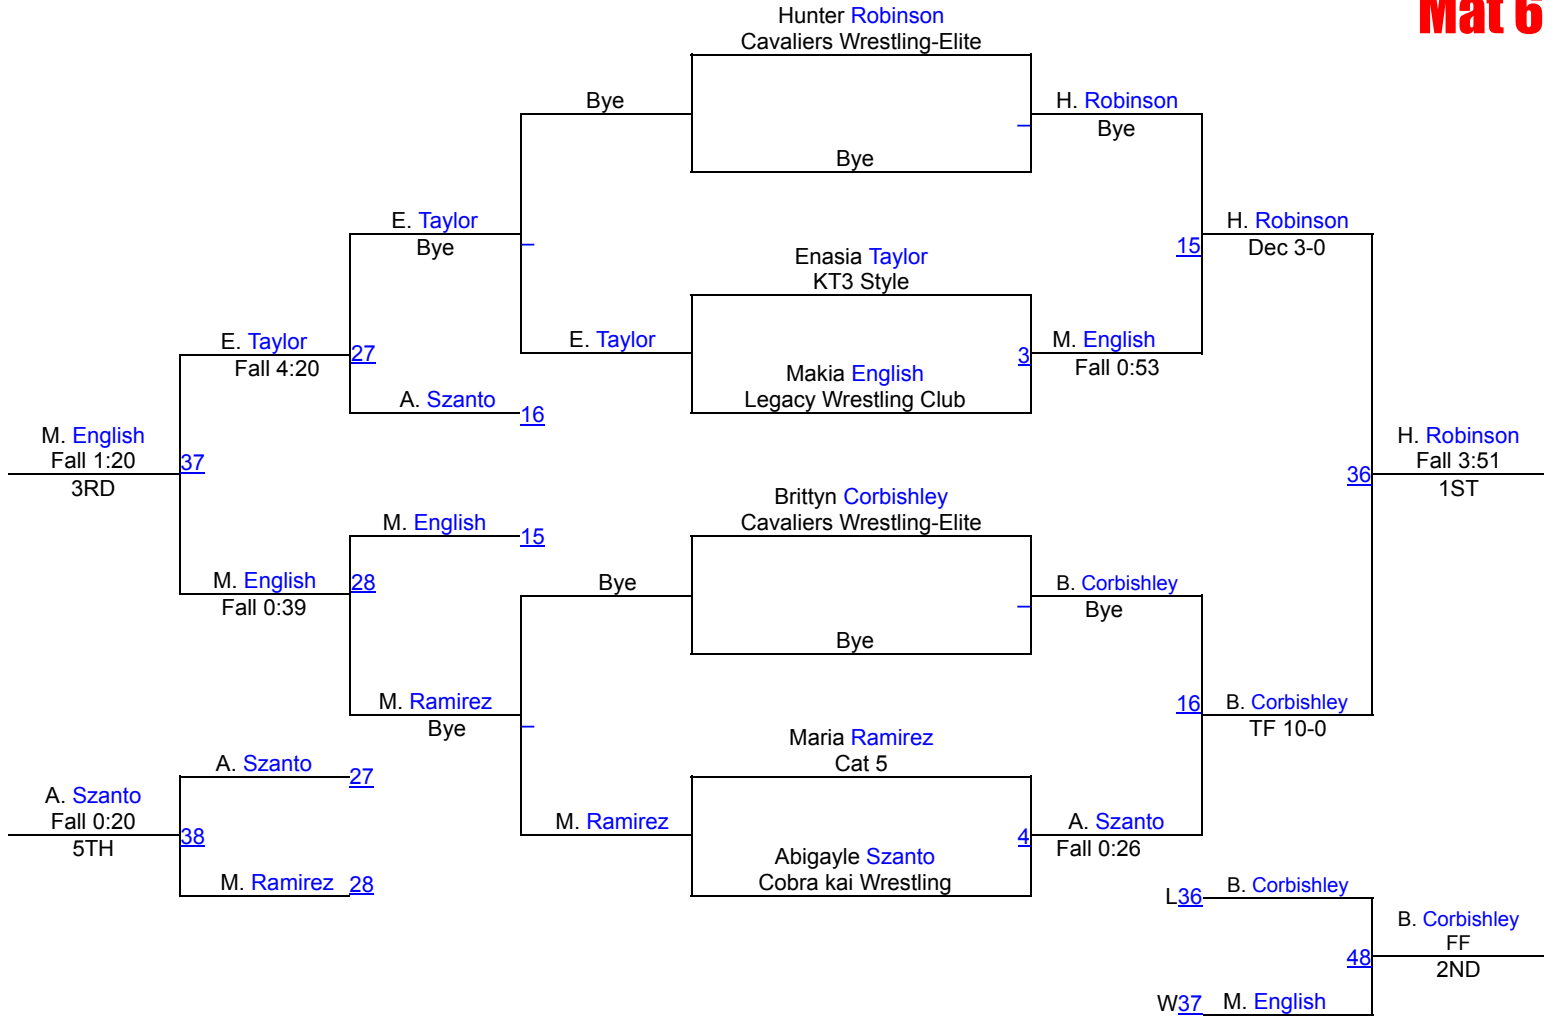 Mat 6
Hunter Robinson
Cavaliers Wrestling-Elite
Bye
H. Robinson
Bye
Bye
E. Taylor
Bye
H. Robinson
15
Dec 3-0
Enasia Taylor
KT3 Style
E. Taylor
Fall 4:20
27
E. Taylor
3
M. English
Fall 0:53
Makia English
Legacy Wrestling Club
A. Szanto
16
M. English
Fall 1:20
3RD
37
H. Robinson
36
Fall 3:51
1ST
Brittyn Corbishley
Cavaliers Wrestling-Elite
M. English
15
M. English
28
Fall 0:39
Bye
B. Corbishley
Bye
Bye
M. Ramirez
Bye
16
B. Corbishley
TF 10-0
Maria Ramirez
Cat 5
A. Szanto
27
A. Szanto
Fall 0:20
5TH
38
M. Ramirez
4
A. Szanto
Fall 0:26
Abigayle Szanto
Cobra kai Wrestling
M. Ramirez
28
L36
B. Corbishley
B. Corbishley
48
FF
2ND
W37
M. English